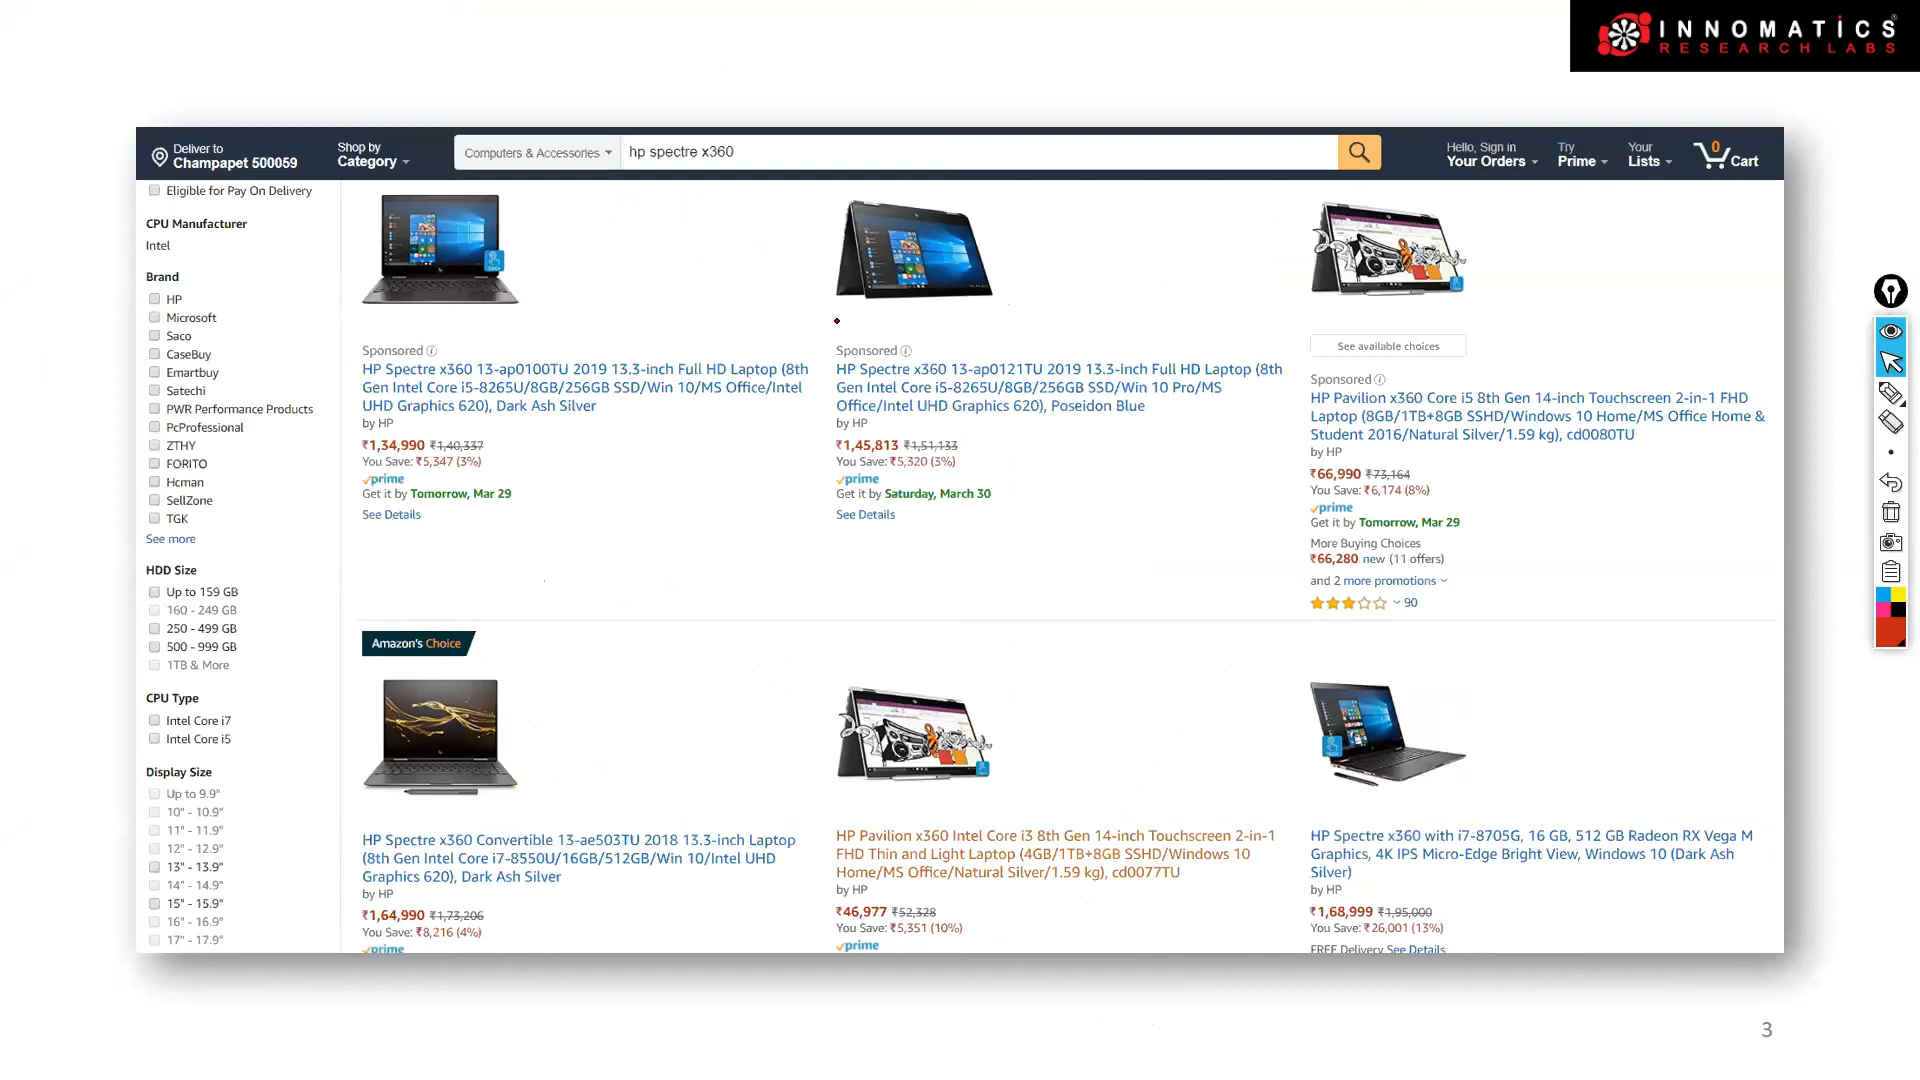 INNOMATICS
RESEARCH LABS
Deliver to
Champapet 500059
Shop by
Category
Computers & Accessories
hp spectre x360
Hello, Sign in
Your Orders
Try
Prime
Your
Lists
0
Cart
Eligible for Pay On Delivery
CPU Manufacturer
Intel
Brand
HP
Microsoft
Saco
CaseBuy
Emartbuy
Satechi
PWR Performance Products
PcProfessional
ZTHY
FORITO
Hcman
SellZone
TGK
See more
HDD Size
Up to 159 GB
160 - 249 GB
250 - 499 GB
500 - 999 GB
1TB & More
CPU Type
Intel Core i7
Intel Core i5
Display Size
Up to 9.9"
10" - 10.9"
11" - 11.9"
12" - 12.9"
13" - 13.9"
14" - 14.9"
15" - 15.9"
16" - 16.9"
17" - 17.9"
Sponsored
HP Spectre x360 13-ap0100TU 2019 13.3-inch Full HD Laptop (8th
Gen Intel Core i5-8265U/8GB/256GB SSD/Win 10/MS Office/Intel
UHD Graphics 620), Dark Ash Silver
by HP
₹1,34,990 ₹1,40,337
You Save: ₹5,347 (3%)
prime
Get it by Tomorrow, Mar 29
See Details
Sponsored
HP Spectre x360 13-ap0121TU 2019 13.3-inch Full HD Laptop (8th
Gen Intel Core i5-8265U/8GB/256GB SSD/Win 10 Pro/MS
Office/Intel UHD Graphics 620), Poseidon Blue
by HP
₹1,45,813 ₹1,51,133
You Save: ₹5,320 (3%)
prime
Get it by Saturday, March 30
See Details
See available choices
Sponsored
HP Pavilion x360 Core i5 8th Gen 14-inch Touchscreen 2-in-1 FHD
Laptop (8GB/1TB+8GB SSHD/Windows 10 Home/MS Office Home &
Student 2016/Natural Silver/1.59 kg), cd0080TU
by HP
₹66,990 ₹73,164
You Save: ₹6,174 (8%)
prime
Get it by Tomorrow, Mar 29
More Buying Choices
₹66,280 new (11 offers)
and 2 more promotions
90
Amazon's Choice
HP Spectre x360 Convertible 13-ae503TU 2018 13.3-inch Laptop
(8th Gen Intel Core i7-8550U/16GB/512GB/Win 10/Intel UHD
Graphics 620), Dark Ash Silver
by HP
₹1,64,990 ₹1,73,206
You Save: ₹8,216 (4%)
prime
HP Pavilion x360 Intel Core i3 8th Gen 14-inch Touchscreen 2-in-1
FHD Thin and Light Laptop (4GB/1TB+8GB SSHD/Windows 10
Home/MS Office/Natural Silver/1.59 kg), cd0077TU
by HP
₹46,977 ₹52,328
You Save: ₹5,351 (10%)
prime
HP Spectre x360 with i7-8705G, 16 GB, 512 GB Radeon RX Vega M
Graphics, 4K IPS Micro-Edge Bright View, Windows 10 (Dark Ash
Silver)
by HP
₹1,68,999 ₹1,95,000
You Save: ₹26,001 (13%)
FREE Delivery See Details
3